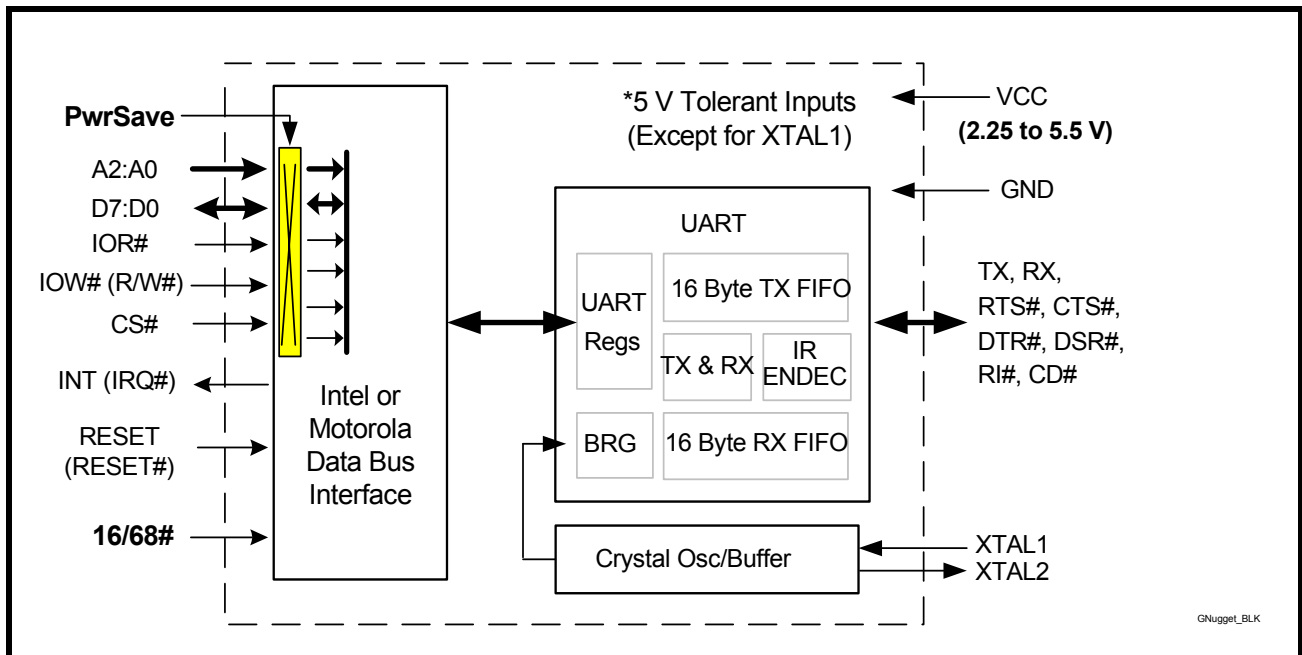 PwrSave
A2:A0
D7:D0
IOR#
IOW# (R/W#)
CS#
INT (IRQ#)
RESET
(RESET#)
16/68#
Intel or
Motorola
Data Bus
Interface
*5 V Tolerant Inputs
(Except for XTAL1)
UART
UART
Regs
16 Byte TX FIFO
TX & RX
IR
ENDEC
BRG
16 Byte RX FIFO
Crystal Osc/Buffer
VCC
(2.25 to 5.5 V)
GND
TX, RX,
RTS#, CTS#,
DTR#, DSR#,
RI#, CD#
XTAL1
XTAL2
GNugget_BLK